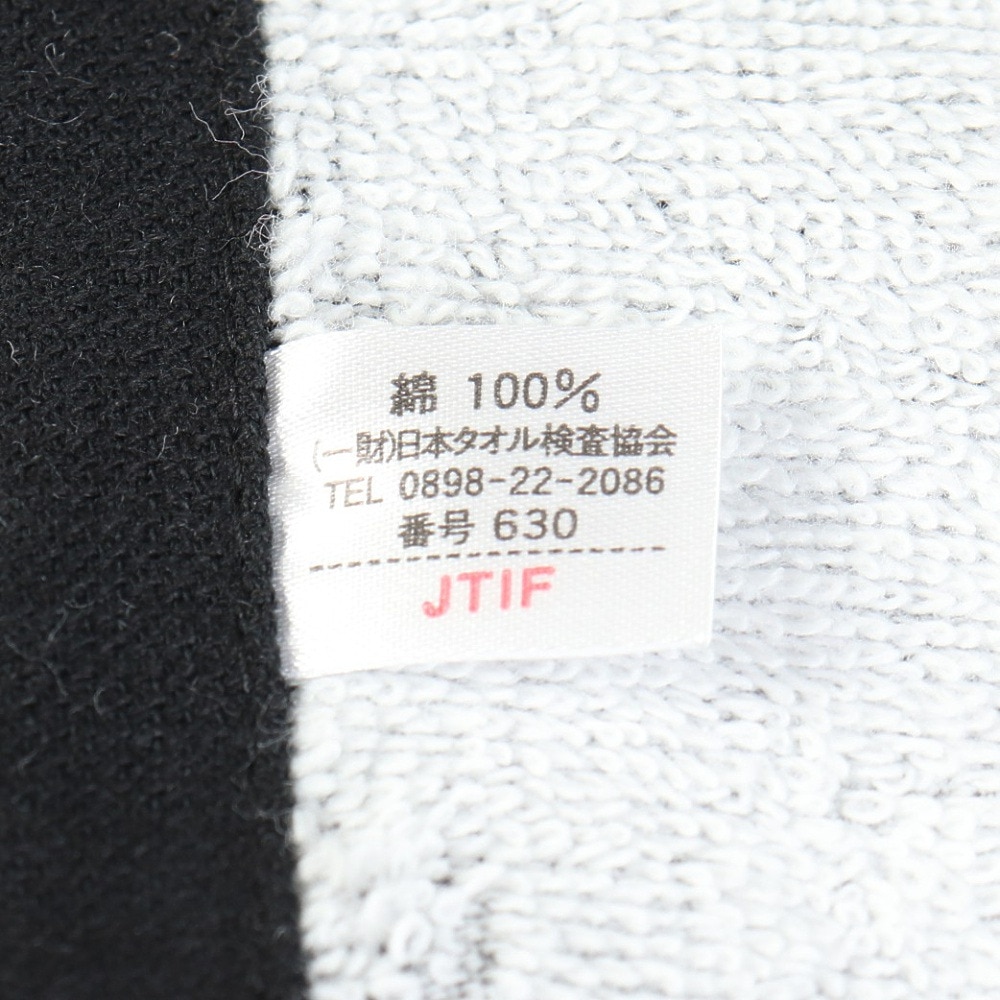 綿 100%
(一財)日本タオル検査協会
TEL 0898-22-2086
番号 630
JTIF